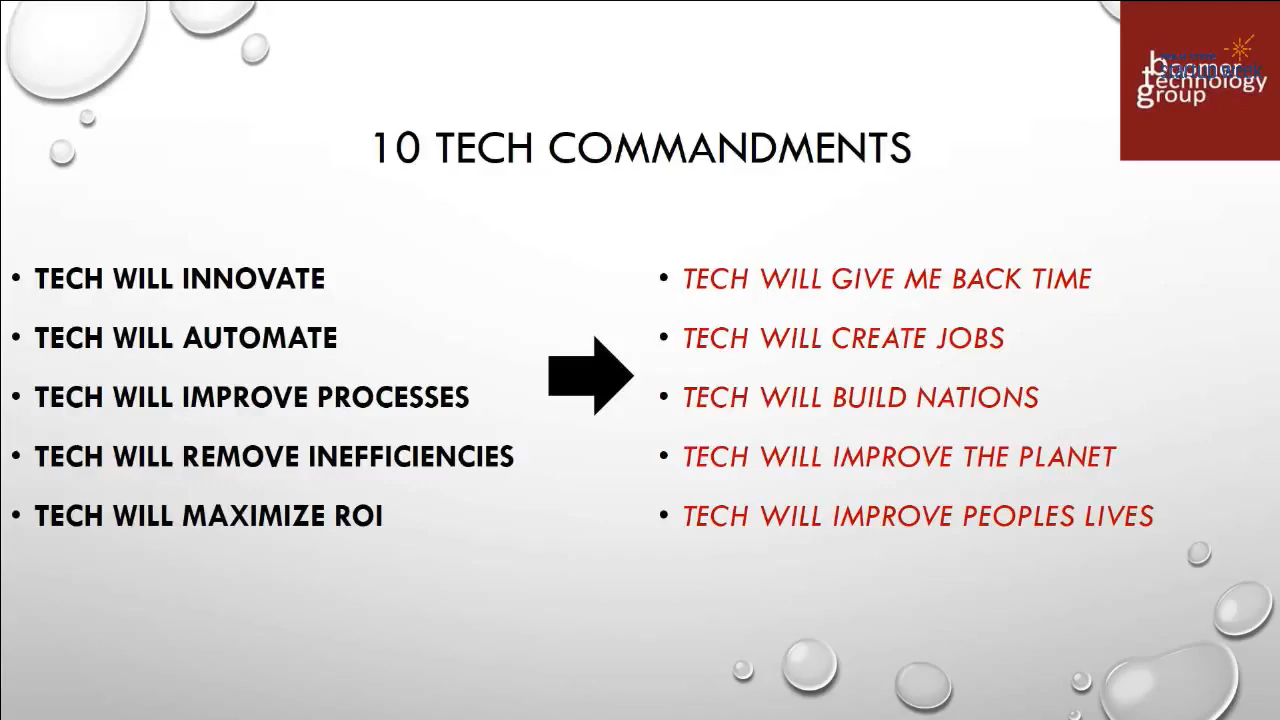 boomer
technology
group
10 TECH COMMANDMENTS
• TECH WILL INNOVATE
• TECH WILL AUTOMATE
• TECH WILL IMPROVE PROCESSES
• TECH WILL REMOVE INEFFICIENCIES
• TECH WILL MAXIMIZE ROI
• TECH WILL GIVE ME BACK TIME
• TECH WILL CREATE JOBS
• TECH WILL BUILD NATIONS
• TECH WILL IMPROVE THE PLANET
• TECH WILL IMPROVE PEOPLES LIVES